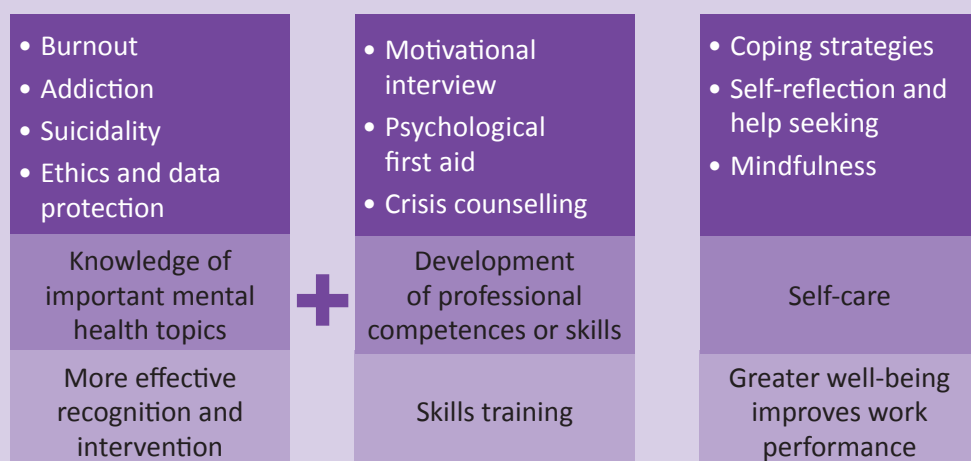 • Burnout
• Addiction
• Suicidality
• Ethics and data
protection
Knowledge of
important mental
health topics
More effective
recognition and
intervention
+
• Motivational
interview
• Psychological
first aid
• Crisis counselling
Development
of professional
competences or skills
Skills training
• Coping strategies
• Self-reflection and
help seeking
• Mindfulness
Self-care
Greater well-being
improves work
performance